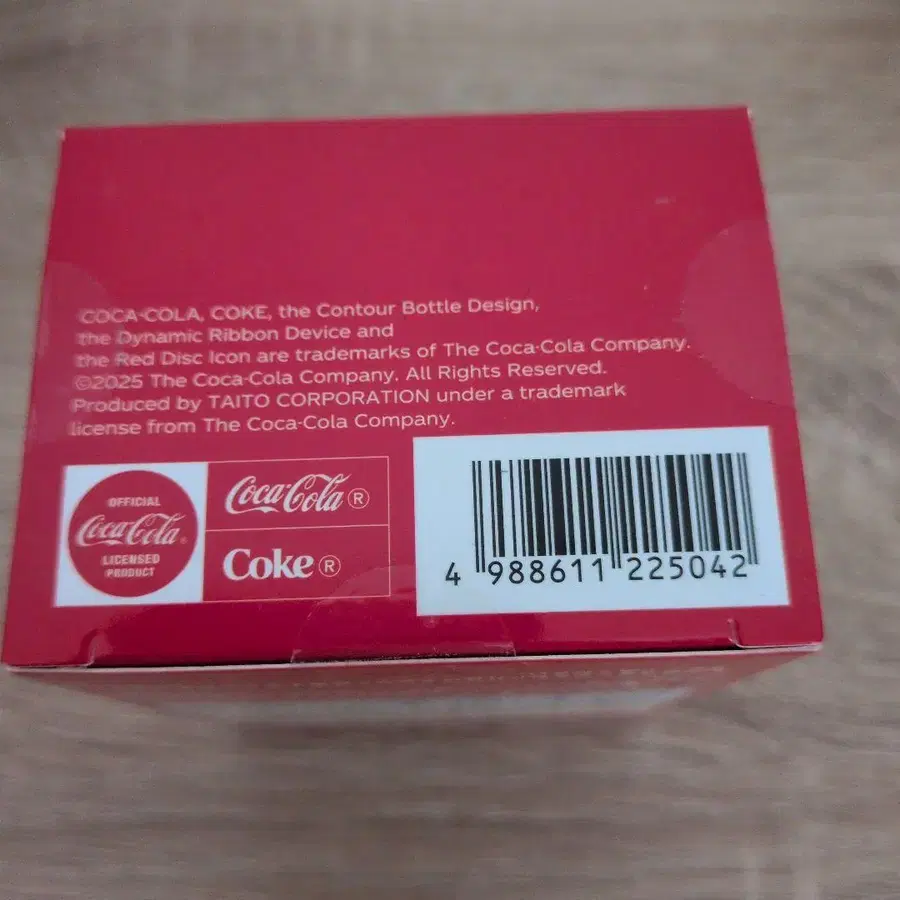 COCA-COLA, COKE, the Contour Bottle Design,
the Dynamic Ribbon Device and
the Red Disc Icon are trademarks of The Coca-Cola Company.
©2025 The Coca-Cola Company. All Rights Reserved.
Produced by TAITO CORPORATION under a trademark
license from The Coca-Cola Company.
OFFICIAL
Coca-Cola®
LICENSED
PRODUCT
Coca-Cola®
Coke®
4 988611 225042